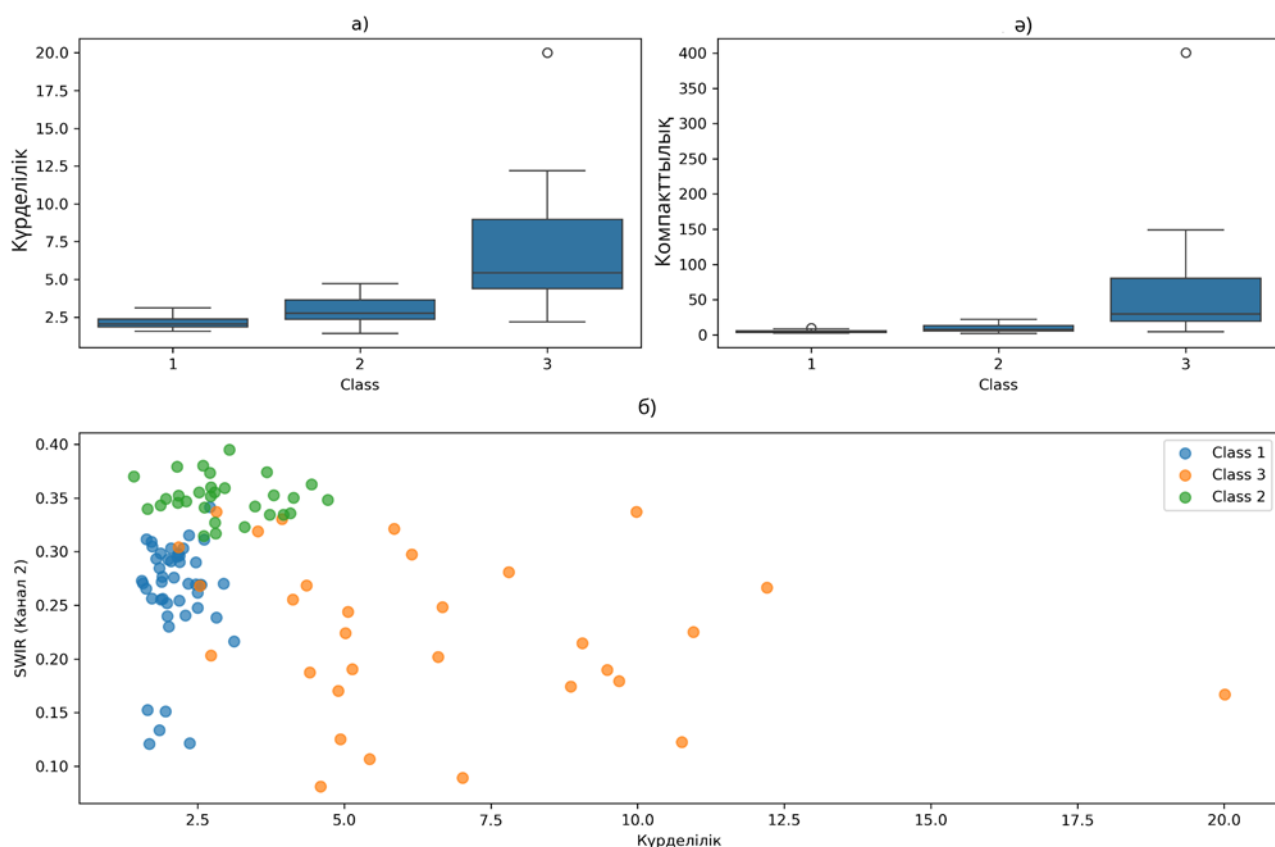 а)
20.0
17.5
15.0
12.5
10.0
7.5
5.0
2.5
Күрделілік
1 2 3
Class
ә)
400
350
300
250
200
150
100
50
0
Компакттылық
1 2 3
Class
б)
0.40
0.35
0.30
0.25
0.20
0.15
0.10
SWIR (Канал 2)
Class 1
Class 3
Class 2
2.5 5.0 7.5 10.0 12.5 15.0 17.5 20.0
Күрделілік